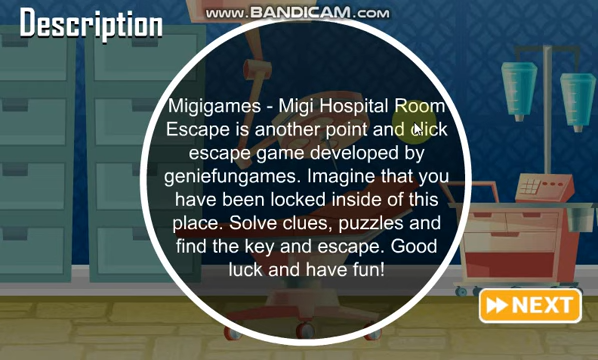 Description
www.BANDICAM.com
Migigames - Migi Hospital Room
Escape is another point and click
escape game developed by
geniefungames. Imagine that you
have been locked inside of this
place. Solve clues, puzzles and
find the key and escape. Good
luck and have fun!
NEXT